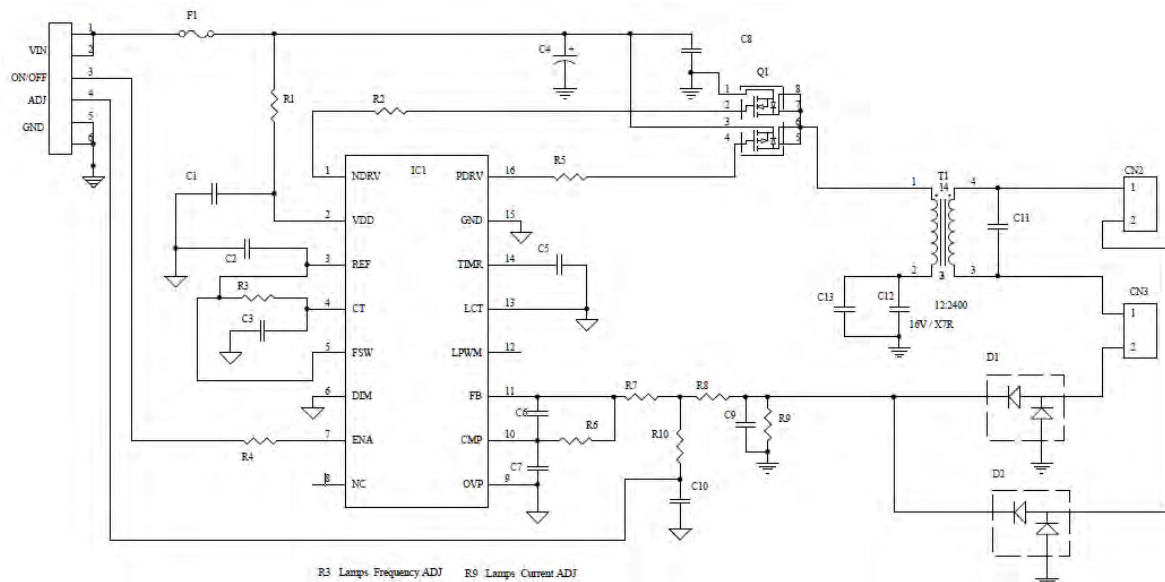 F1
1
VIN
2
ON/OFF
3
ADJ
4
GND
5
6
R1
C4
+
C8
Q1
1
8
2
7
3
6
4
5
R2
R5
C1
IC1
1
NDRV
PDRV
16
2
VDD
GND
15
3
REF
TIMR
14
4
CT
LCT
13
5
FSW
LPWM
12
6
DIM
FB
11
7
ENA
CMP
10
8
NC
OVP
9
C2
R3
C3
R4
C5
C6
C7
R6
R7
R8
R10
C10
C9
R9
T1
14
1
4
2
3
3
C11
C13
C12
12:2400
16V / X7R
CN2
1
2
CN3
1
2
D1
D2
R3 Lamps Frequency ADJ
R9 Lamps Current ADJ